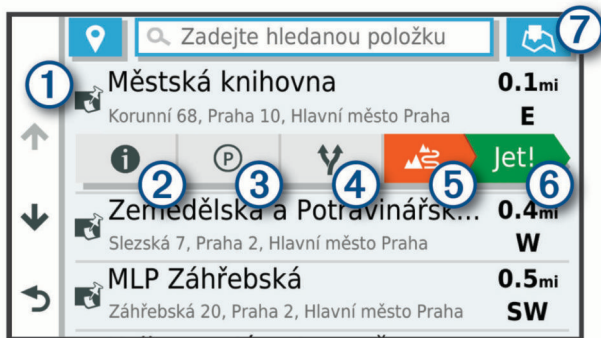 Zadejte hledanou položku
7
1
Městská knihovna 0.1mi
Korunní 68, Praha 10, Hlavní město Praha E
i P Jet!
2 3 4 5 6
Zemědělská a Potravinářsk... 0.4mi
Slezská 7, Praha 2, Hlavní město Praha W
MLP Záhřebská 0.5mi
Záhřebská 20, Praha 2, Hlavní město Praha SW